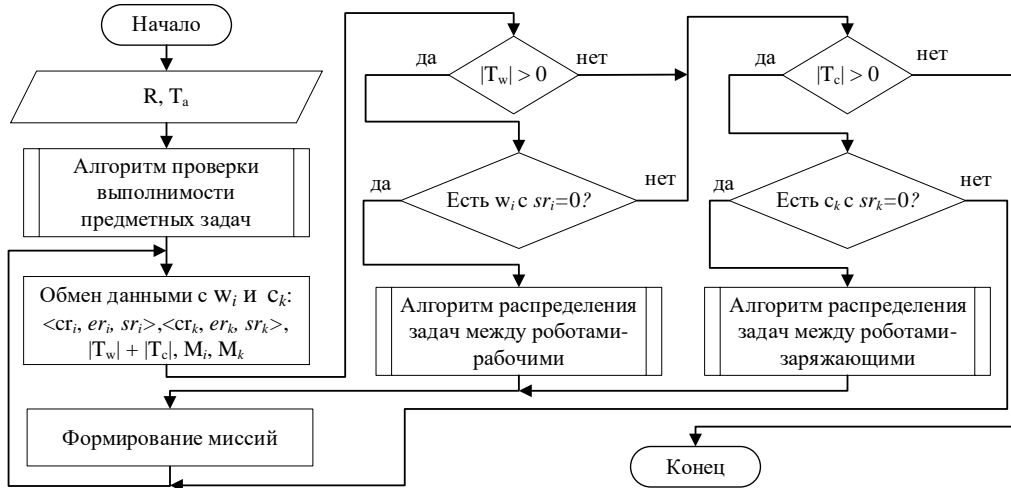 Начало
R, Tₐ
Алгоритм проверки
выполнимости
предметных задач
Обмен данными с wᵢ и cₖ:
<crᵢ, erᵢ, srᵢ>,<crₖ, erₖ, srₖ>,
|T_w| + |T_c|, Mᵢ, Mₖ
Формирование миссий
да
|T_w| > 0
нет
да
Есть wᵢ с srᵢ=0?
нет
Алгоритм распределения
задач между роботами-
рабочими
да
|T_c| > 0
нет
да
Есть cₖ с srₖ=0?
нет
Алгоритм распределения
задач между роботами-
заряжающими
Конец